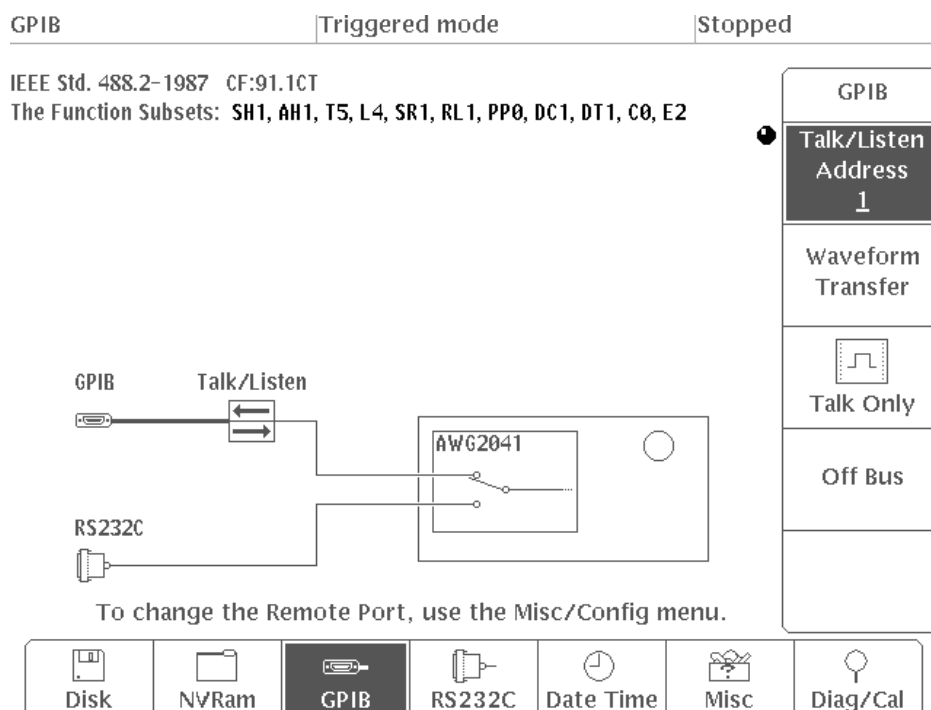 GPIB Triggered mode Stopped
IEEE Std. 488.2-1987 CF:91.1CT
The Function Subsets: SH1, AH1, T5, L4, SR1, RL1, PP0, DC1, DT1, C0, E2
GPIB
Talk/Listen
Address
1
Waveform
Transfer
Talk Only
Off Bus
GPIB Talk/Listen
AWG2041
RS232C
To change the Remote Port, use the Misc/Config menu.
Disk NVRam GPIB RS232C Date Time Misc Diag/Cal